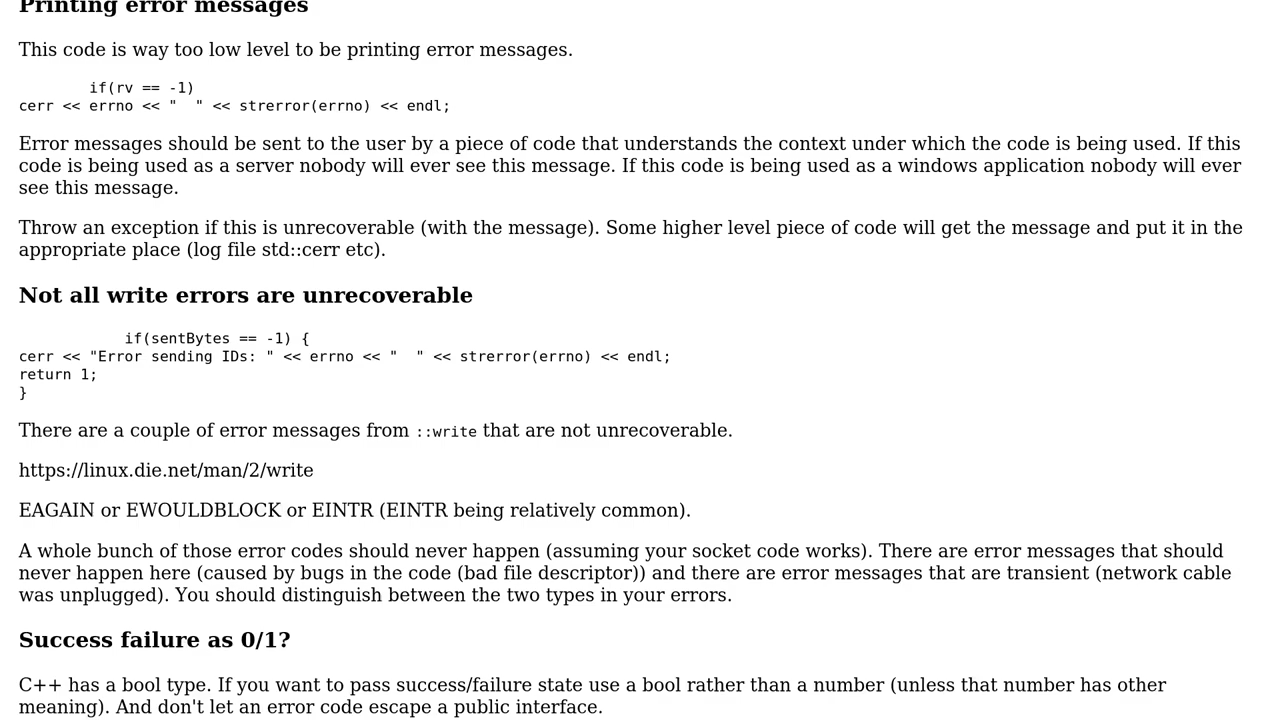 Printing error messages
This code is way too low level to be printing error messages.
        if(rv == -1)
cerr << errno << "  " << strerror(errno) << endl;
Error messages should be sent to the user by a piece of code that understands the context under which the code is being used. If this
code is being used as a server nobody will ever see this message. If this code is being used as a windows application nobody will ever
see this message.
Throw an exception if this is unrecoverable (with the message). Some higher level piece of code will get the message and put it in the
appropriate place (log file std::cerr etc).
Not all write errors are unrecoverable
            if(sentBytes == -1) {
cerr << "Error sending IDs: " << errno << "  " << strerror(errno) << endl;
return 1;
}
There are a couple of error messages from ::write that are not unrecoverable.
https://linux.die.net/man/2/write
EAGAIN or EWOULDBLOCK or EINTR (EINTR being relatively common).
A whole bunch of those error codes should never happen (assuming your socket code works). There are error messages that should
never happen here (caused by bugs in the code (bad file descriptor)) and there are error messages that are transient (network cable
was unplugged). You should distinguish between the two types in your errors.
Success failure as 0/1?
C++ has a bool type. If you want to pass success/failure state use a bool rather than a number (unless that number has other
meaning). And don't let an error code escape a public interface.